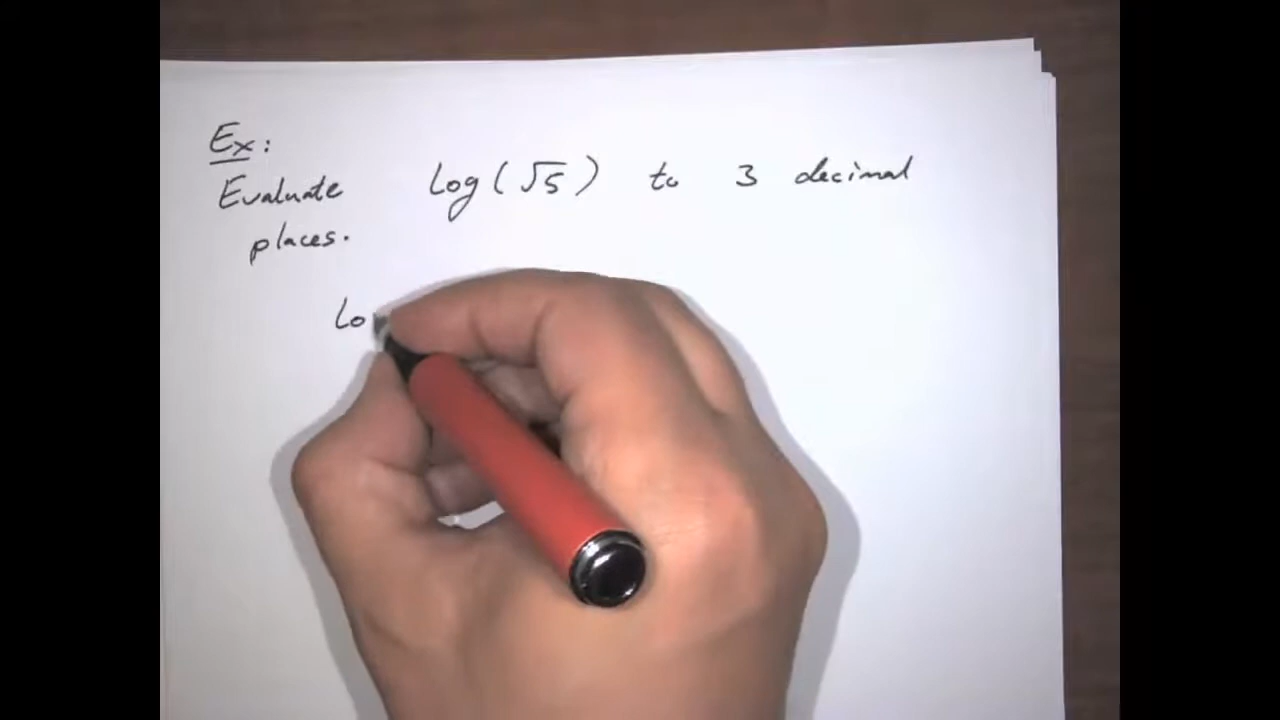 Ex:
Evaluate log(√5) to 3 decimal
places.
Lo